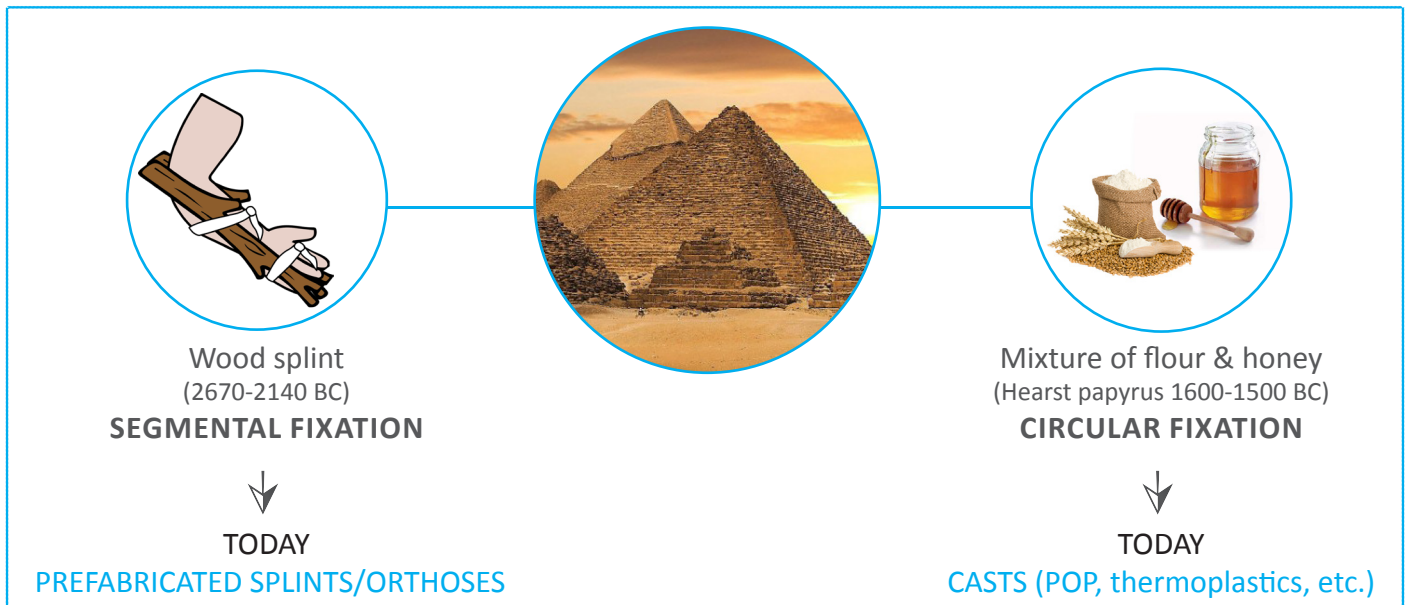 Wood splint
(2670-2140 BC)
SEGMENTAL FIXATION
TODAY
PREFABRICATED SPLINTS/ORTHOSES
Mixture of flour & honey
(Hearst papyrus 1600-1500 BC)
CIRCULAR FIXATION
TODAY
CASTS (POP, thermoplastics, etc.)